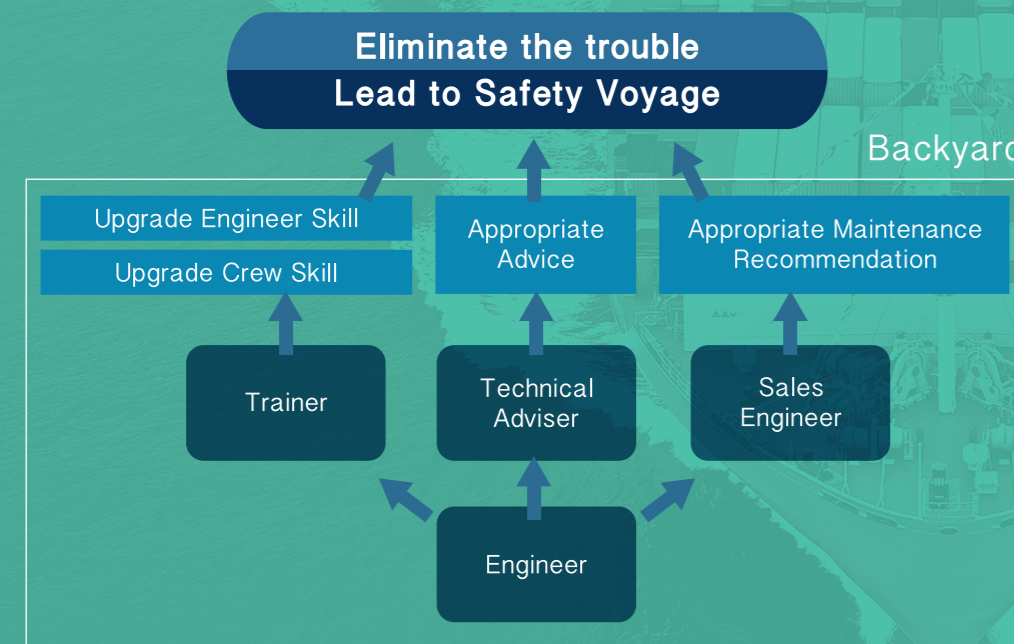 Eliminate the trouble
Lead to Safety Voyage
Backyard
Upgrade Engineer Skill
Upgrade Crew Skill
Appropriate
Advice
Appropriate Maintenance
Recommendation
Trainer
Technical
Adviser
Sales
Engineer
Engineer